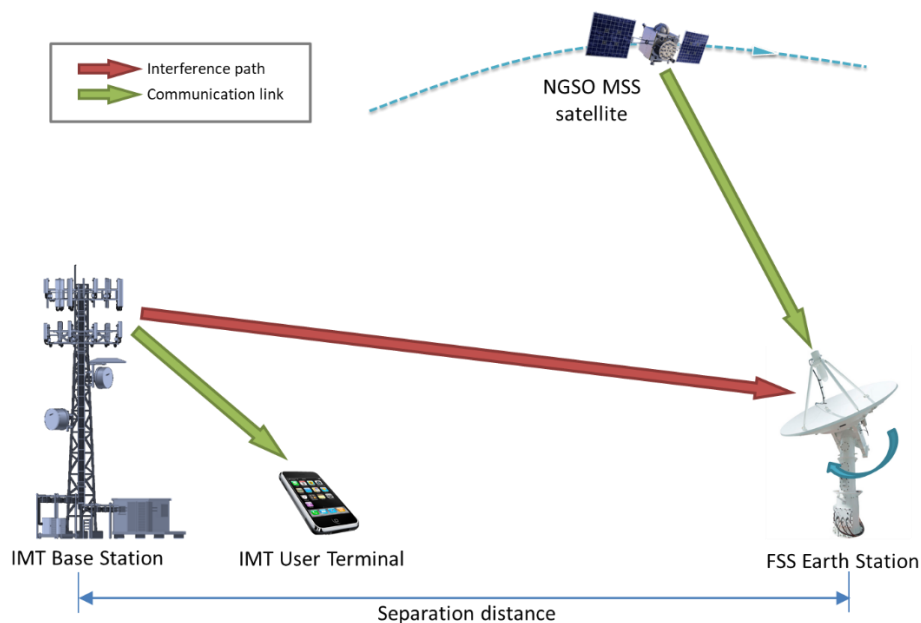 Interference path
Communication link
NGSO MSS
satellite
IMT Base Station
IMT User Terminal
FSS Earth Station
Separation distance